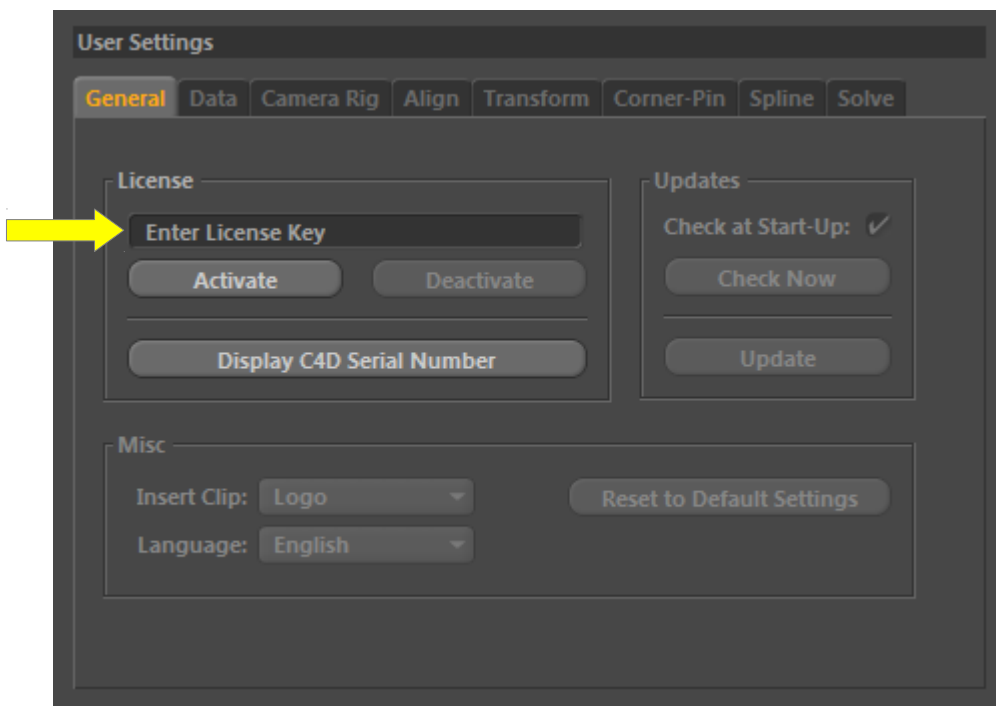 User Settings
General Data Camera Rig Align Transform Corner-Pin Spline Solve
License
Enter License Key
Activate Deactivate
Display C4D Serial Number
Updates
Check at Start-Up:
Check Now
Update
Misc
Insert Clip: Logo
Reset to Default Settings
Language: English